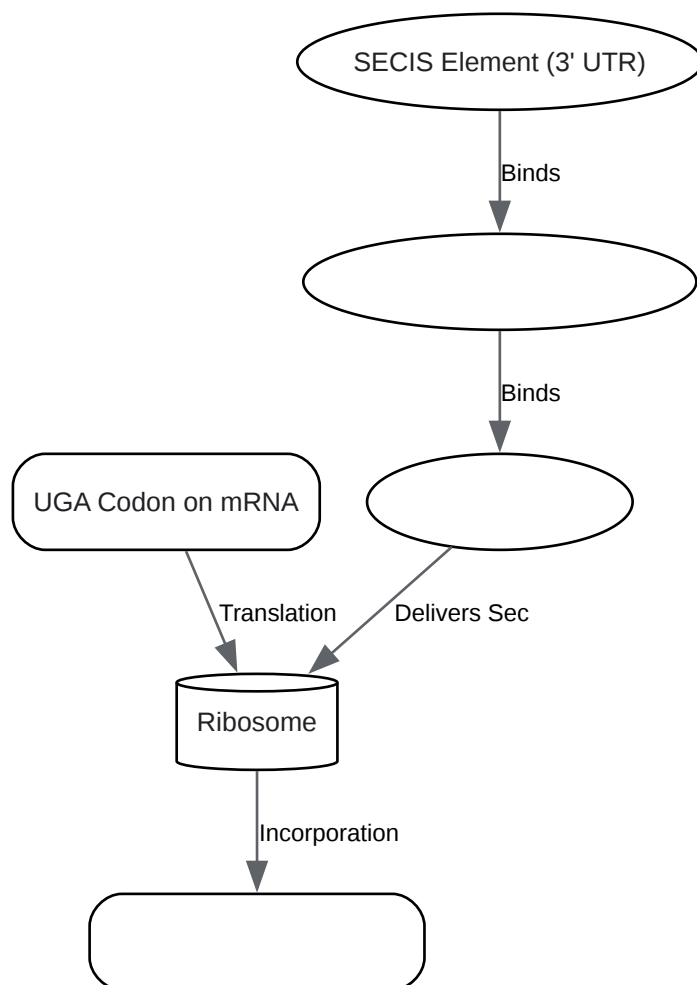 SECIS Element (3' UTR)
Binds
Binds
UGA Codon on mRNA
Translation
Delivers Sec
Ribosome
Incorporation